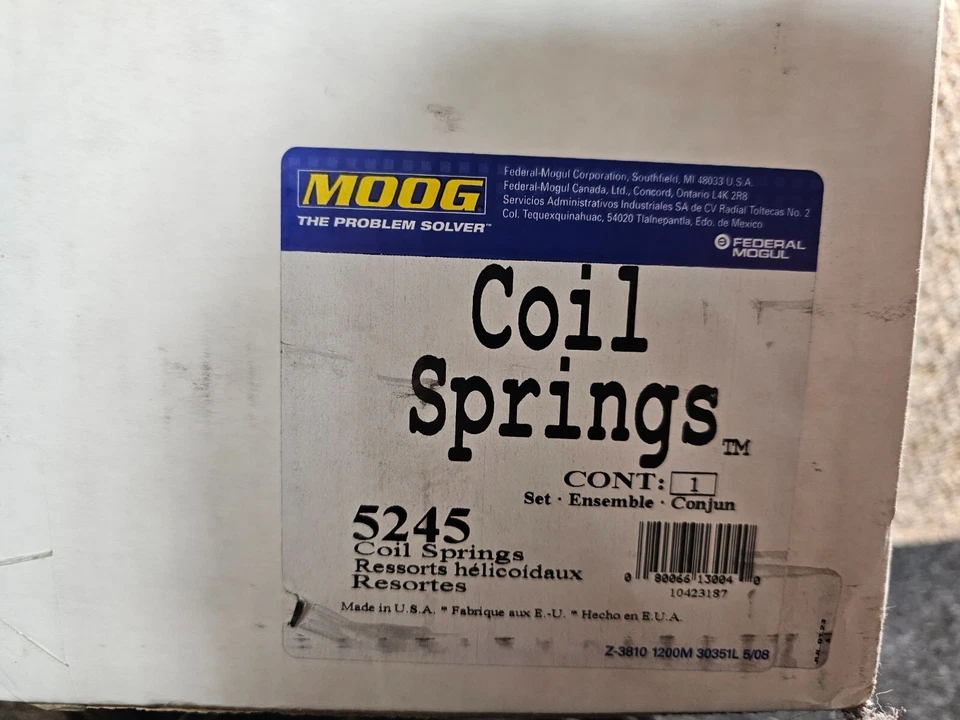 MOOG
THE PROBLEM SOLVER™
Federal-Mogul Corporation, Southfield, MI 48033 U.S.A.
Federal-Mogul Canada, Ltd., Concord, Ontario L4K 2R8
Servicios Administrativos Industriales SA de CV Radial Toltecas No. 2
Col. Tequexquinahuac, 54020 Tlalnepantla, Edo. de Mexico
FEDERAL
MOGUL
Coil
Springs™
CONT: 1
Set · Ensemble · Conjun
5245
Coil Springs
Ressorts hélicoïdaux
Resortes
0 80066 13004 0
10423187
Made in U.S.A. * Fabrique aux E.-U. * Hecho en E.U.A.
Z-3810 1200M 30351L 5/08